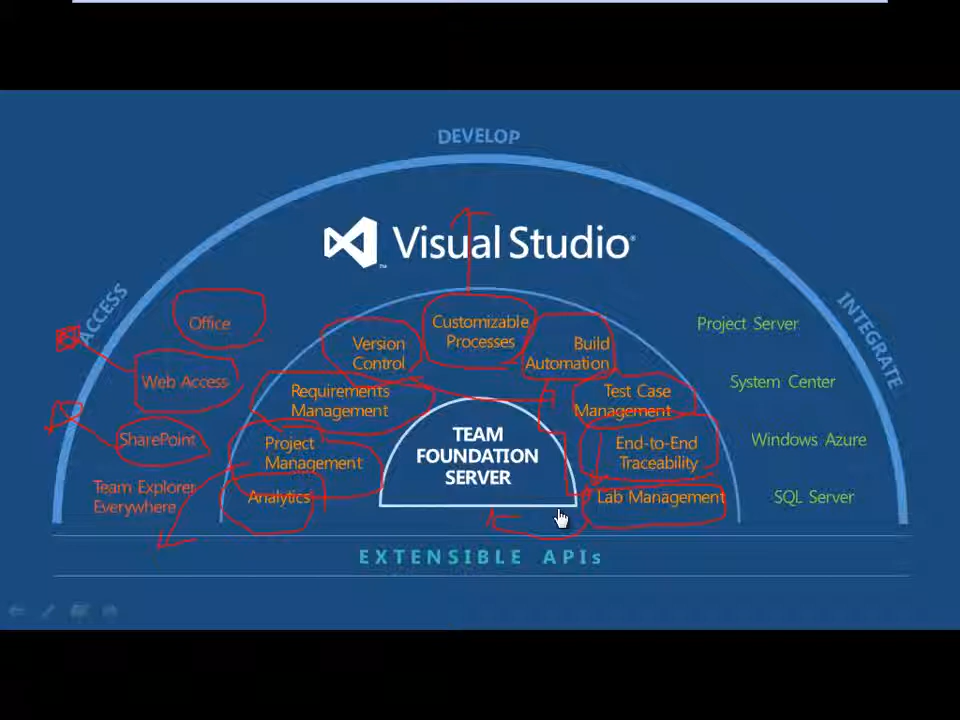 DEVELOP
Visual Studio®
™
ACCESS
INTEGRATE
Office
Web Access
SharePoint
Team Explorer
Everywhere
Customizable
Processes
Version
Control
Build
Automation
Requirements
Management
Test Case
Management
Project
Management
End-to-End
Traceability
Analytics
Lab Management
TEAM
FOUNDATION
SERVER
Project Server
System Center
Windows Azure
SQL Server
EXTENSIBLE APIs